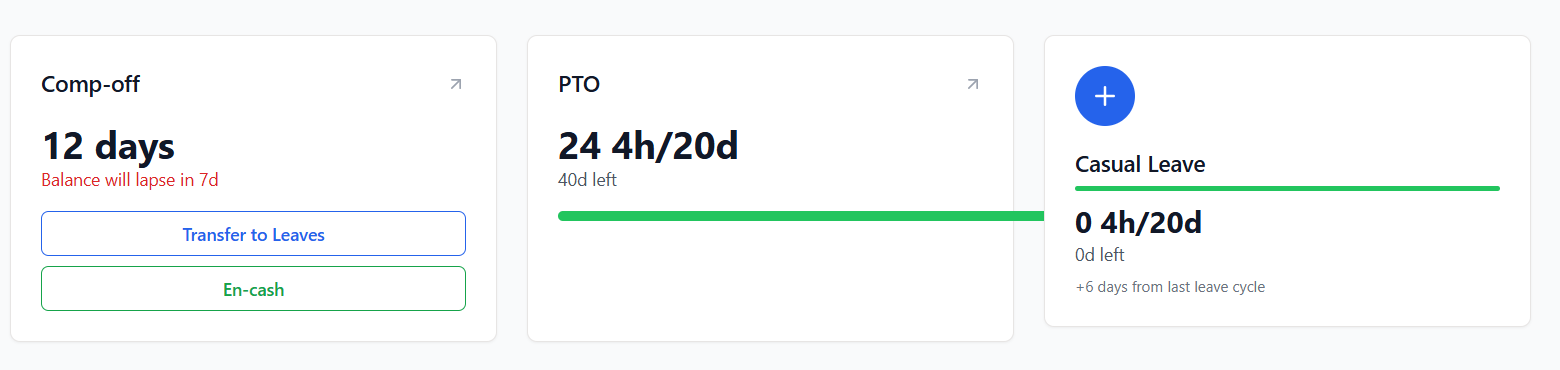 Comp-off
12 days
Balance will lapse in 7d
Transfer to Leaves
En-cash
PTO
24 4h/20d
40d left
Casual Leave
0 4h/20d
0d left
+6 days from last leave cycle